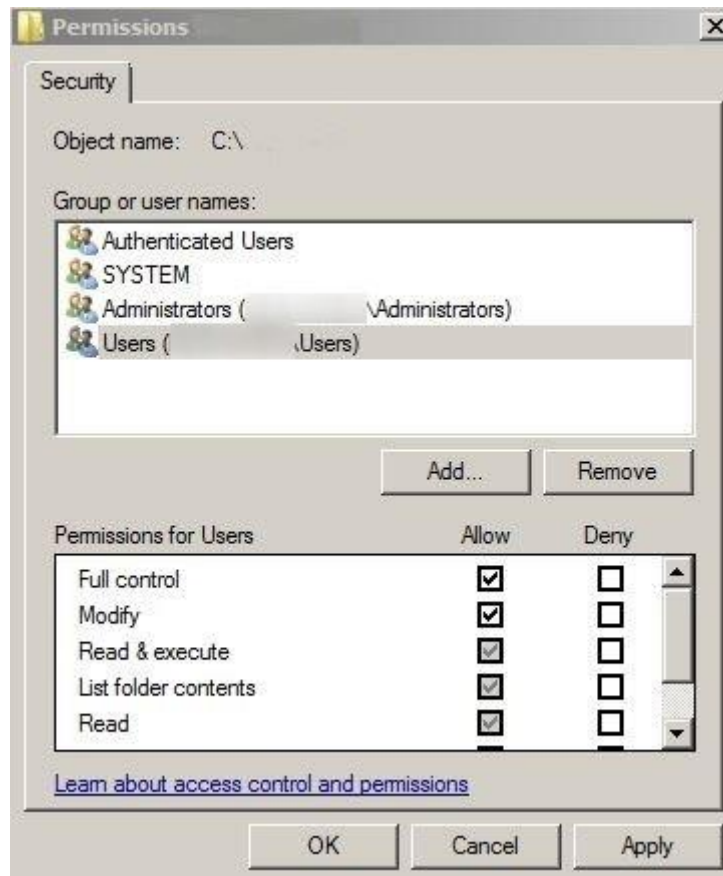 Permissions
Security
Object name: C:\
Group or user names:
Authenticated Users
SYSTEM
Administrators ( \Administrators)
Users ( \Users)
Add... Remove
Permissions for Users Allow Deny
Full control
Modify
Read & execute
List folder contents
Read
Learn about access control and permissions
OK Cancel Apply